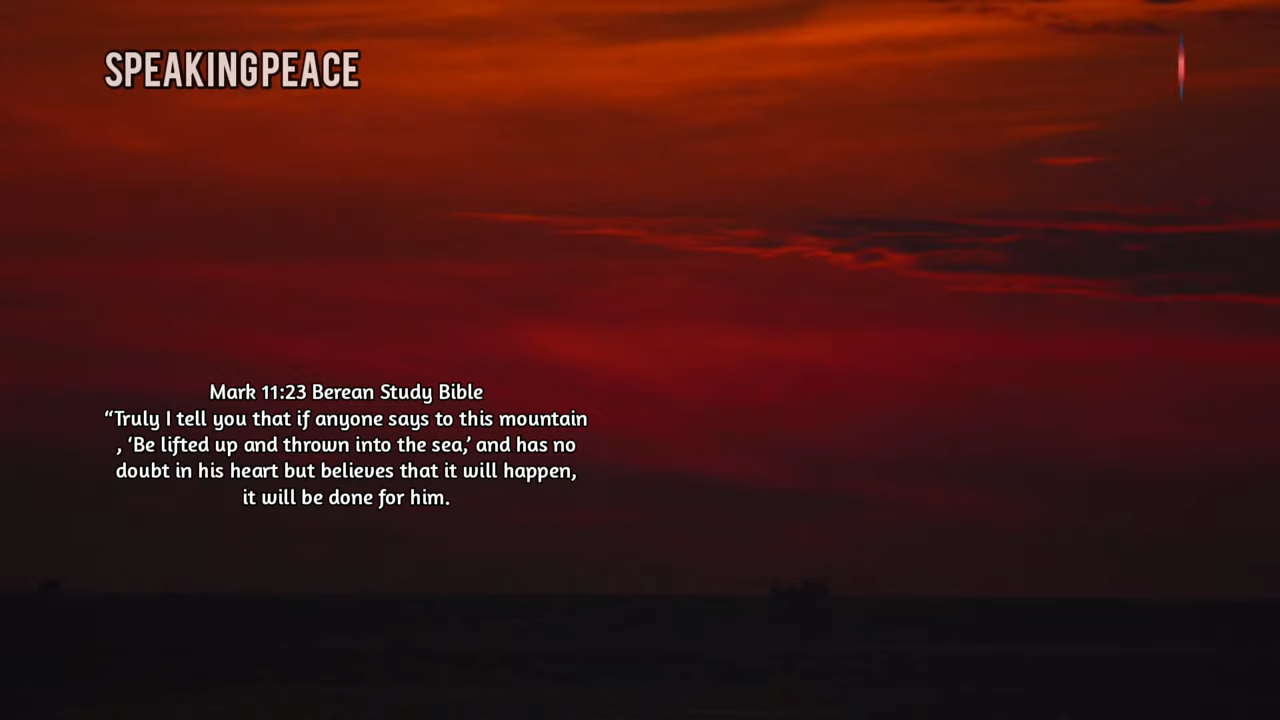 SPEAKINGPEACE
Mark 11:23 Berean Study Bible
“Truly I tell you that if anyone says to this mountain
, ‘Be lifted up and thrown into the sea,’ and has no
doubt in his heart but believes that it will happen,
it will be done for him.